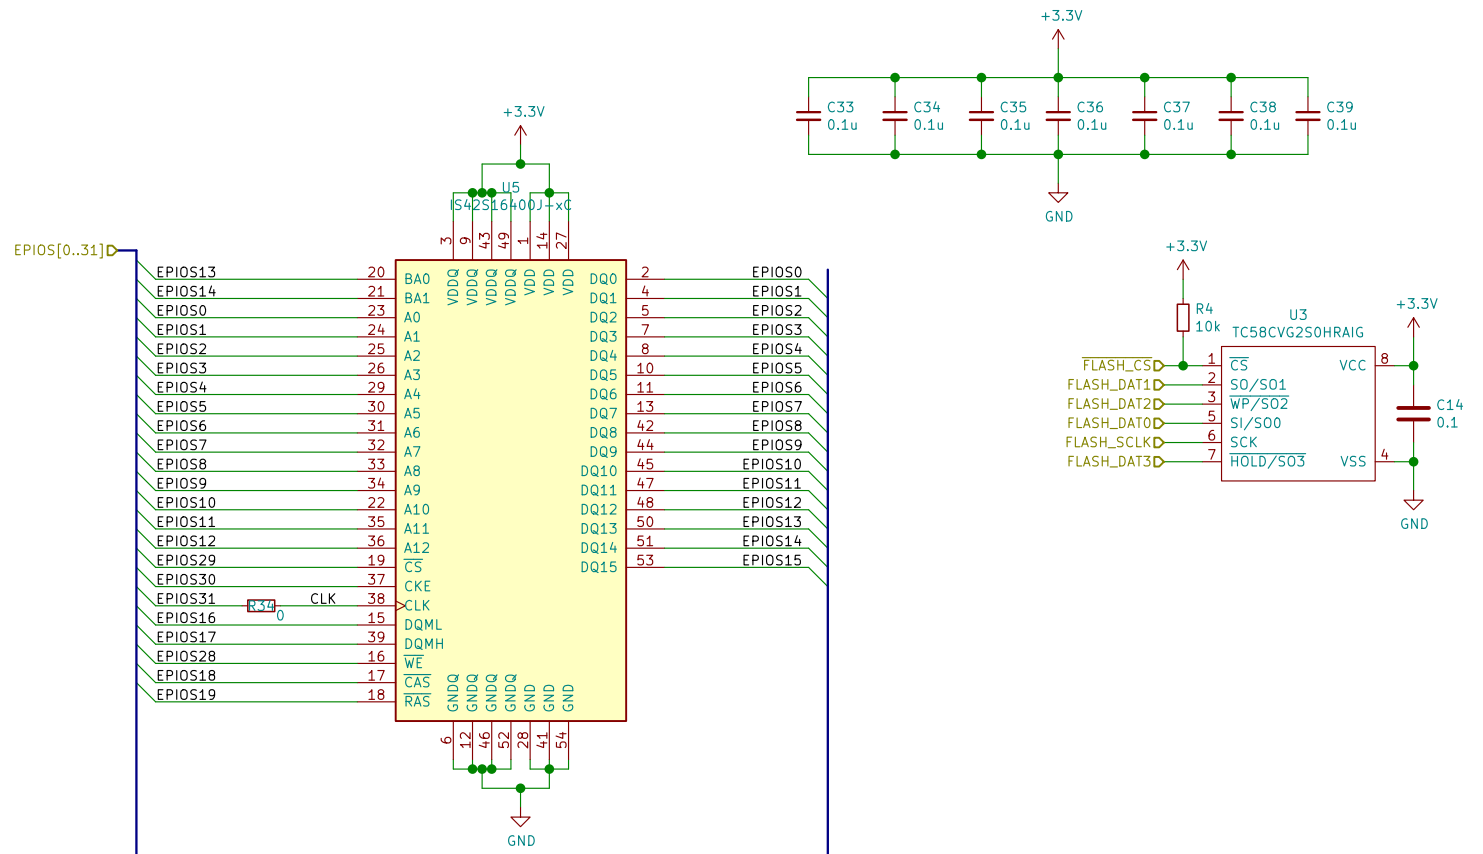 +3.3V
C33
0.1u
C34
0.1u
C35
0.1u
C36
0.1u
C37
0.1u
C38
0.1u
C39
0.1u
GND
+3.3V
U5
IS42S16400J-xC
3
9
43
49
1
14
27
VDDQ
VDDQ
VDDQ
VDDQ
VDD
VDD
VDD
EPIOS[0..31]
EPIOS13 20 BA0
EPIOS14 21 BA1
EPIOS0 23 A0
EPIOS1 24 A1
EPIOS2 25 A2
EPIOS3 26 A3
EPIOS4 29 A4
EPIOS5 30 A5
EPIOS6 31 A6
EPIOS7 32 A7
EPIOS8 33 A8
EPIOS9 34 A9
EPIOS10 22 A10
EPIOS11 35 A11
EPIOS12 36 A12
EPIOS29 19 CS
EPIOS30 37 CKE
EPIOS31 R34 0 CLK 38 CLK
EPIOS16 15 DQML
EPIOS17 39 DQMH
EPIOS28 16 WE
EPIOS18 17 CAS
EPIOS19 18 RAS
DQ0 2 EPIOS0
DQ1 4 EPIOS1
DQ2 5 EPIOS2
DQ3 7 EPIOS3
DQ4 8 EPIOS4
DQ5 10 EPIOS5
DQ6 11 EPIOS6
DQ7 13 EPIOS7
DQ8 42 EPIOS8
DQ9 44 EPIOS9
DQ10 45 EPIOS10
DQ11 47 EPIOS11
DQ12 48 EPIOS12
DQ13 50 EPIOS13
DQ14 51 EPIOS14
DQ15 53 EPIOS15
GNDQ
GNDQ
GNDQ
GNDQ
GND
GND
GND
6
12
46
52
28
41
54
GND
+3.3V
R4
10k
U3
TC58CVG2S0HRAIG
+3.3V
FLASH_CS 1 CS
FLASH_DAT1 2 SO/SO1
FLASH_DAT2 3 WP/SO2
FLASH_DAT0 5 SI/SO0
FLASH_SCLK 6 SCK
FLASH_DAT3 7 HOLD/SO3
VCC 8
VSS 4
C14
0.1
GND